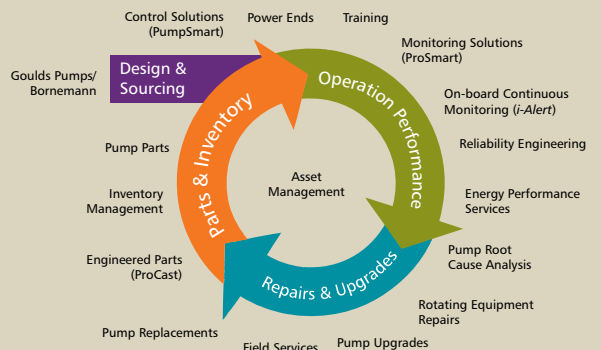 Control Solutions
(PumpSmart)
Power Ends
Training
Monitoring Solutions
(ProSmart)
Goulds Pumps/
Bornemann
Design &
Sourcing
Operation Performance
On-board Continuous
Monitoring (i-Alert)
Reliability Engineering
Pump Parts
Parts & Inventory
Asset
Management
Inventory
Management
Energy Performance
Services
Engineered Parts
(ProCast)
Repairs & Upgrades
Pump Root
Cause Analysis
Rotating Equipment
Repairs
Pump Replacements
Field Services
Pump Upgrades